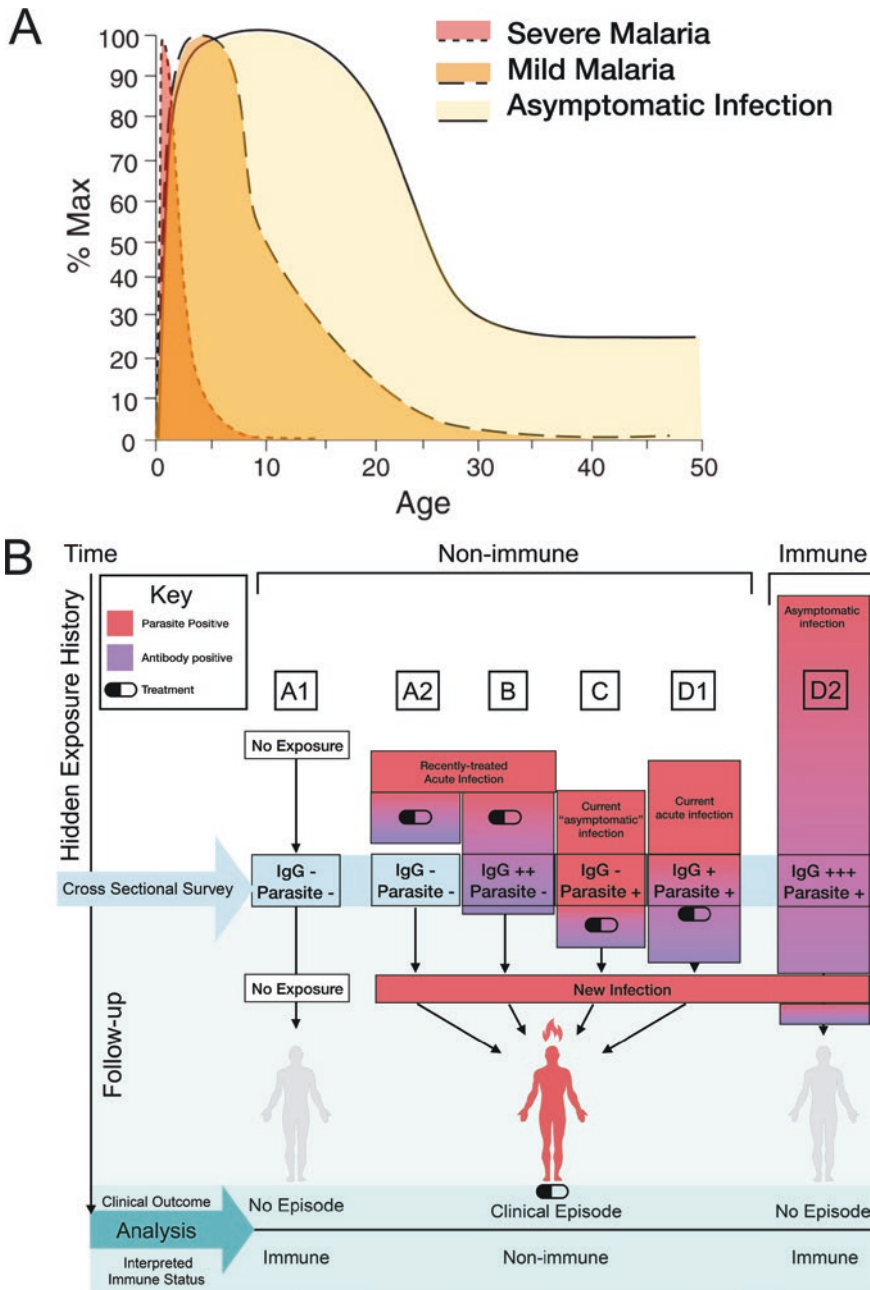 A
% Max
100
90
80
70
60
50
40
30
20
10
0
0
10
20
30
40
50
Age
Severe Malaria
Mild Malaria
Asymptomatic Infection
B
Time
Non-immune
Immune
Hidden Exposure History
Key
Parasite Positive
Antibody positive
Treatment
Asymptomatic
infection
A1
A2
B
C
D1
D2
No Exposure
Recently-treated
Acute Infection
Current
"asymptomatic"
infection
Current
acute infection
Cross Sectional Survey
IgG -
Parasite -
IgG -
Parasite -
IgG ++
Parasite -
IgG -
Parasite +
IgG +
Parasite +
IgG +++
Parasite +
Follow-up
No Exposure
New Infection
Clinical Outcome
No Episode
Clinical Episode
No Episode
Analysis
Interpreted
Immune Status
Immune
Non-immune
Immune